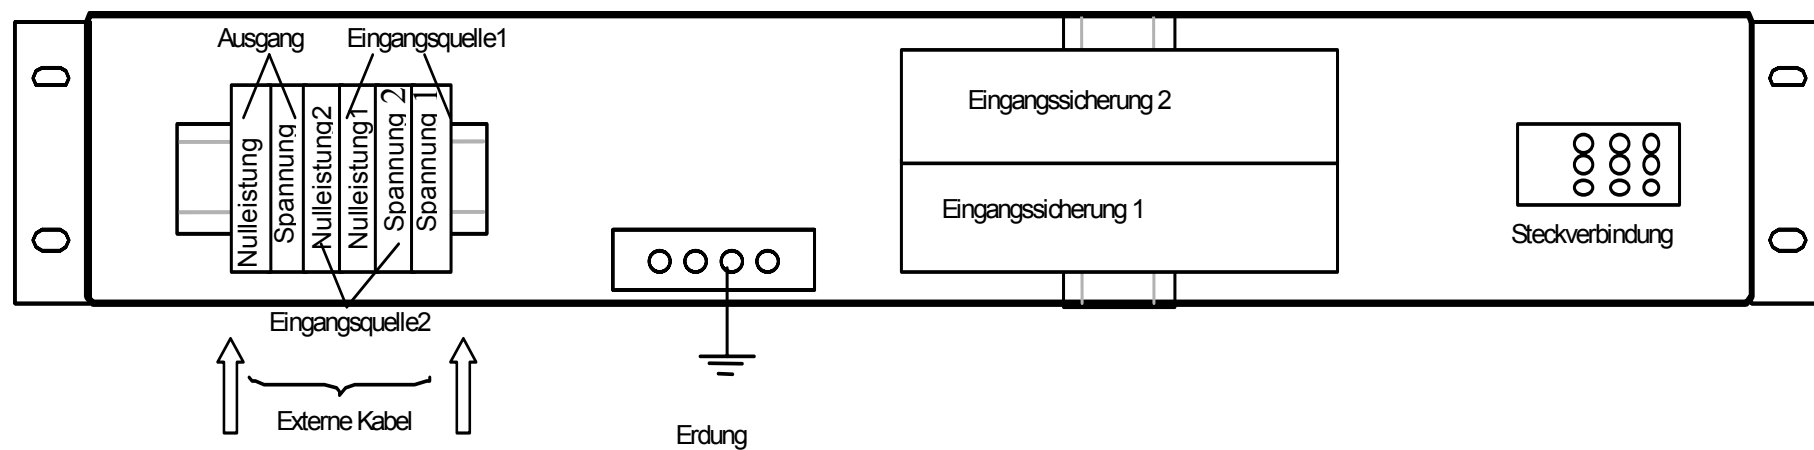 Ausgang
Eingangsquelle1
Nulleistung
Spannung
Nulleistung2
Nulleistung1
Spannung 2
Spannung 1
Eingangssicherung 2
Eingangssicherung 1
Steckverbindung
Eingangsquelle2
Externe Kabel
Erdung